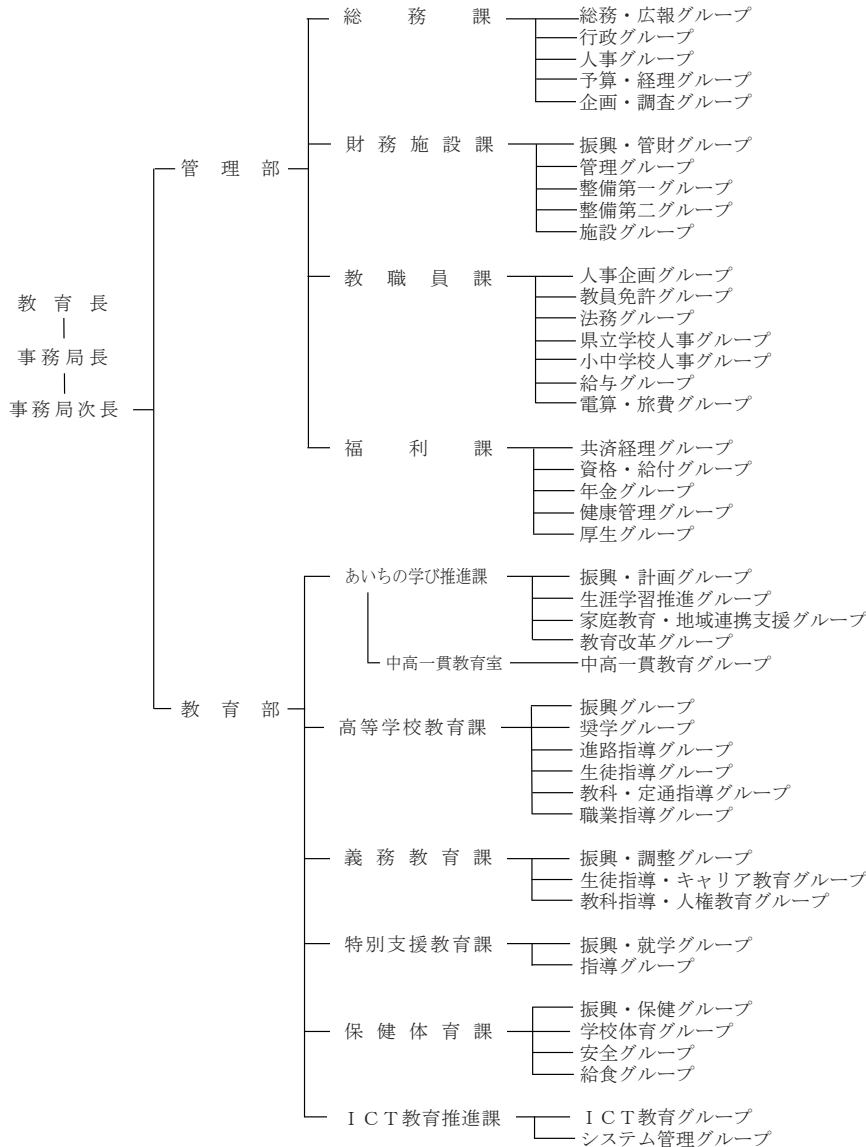 教育長
事務局長
事務局次長
管理部
総務課
総務・広報グループ
行政グループ
人事グループ
予算・経理グループ
企画・調査グループ
財務施設課
振興・管財グループ
管理グループ
整備第一グループ
整備第二グループ
施設グループ
教職員課
人事企画グループ
教員免許グループ
法務グループ
県立学校人事グループ
小中学校人事グループ
給与グループ
電算・旅費グループ
福利課
共済経理グループ
資格・給付グループ
年金グループ
健康管理グループ
厚生グループ
教育部
あいちの学び推進課
振興・計画グループ
生涯学習推進グループ
家庭教育・地域連携支援グループ
教育改革グループ
中高一貫教育室
中高一貫教育グループ
高等学校教育課
振興グループ
奨学グループ
進路指導グループ
生徒指導グループ
教科・定通指導グループ
職業指導グループ
義務教育課
振興・調整グループ
生徒指導・キャリア教育グループ
教科指導・人権教育グループ
特別支援教育課
振興・就学グループ
指導グループ
保健体育課
振興・保健グループ
学校体育グループ
安全グループ
給食グループ
ICT教育推進課
ICT教育グループ
システム管理グループ